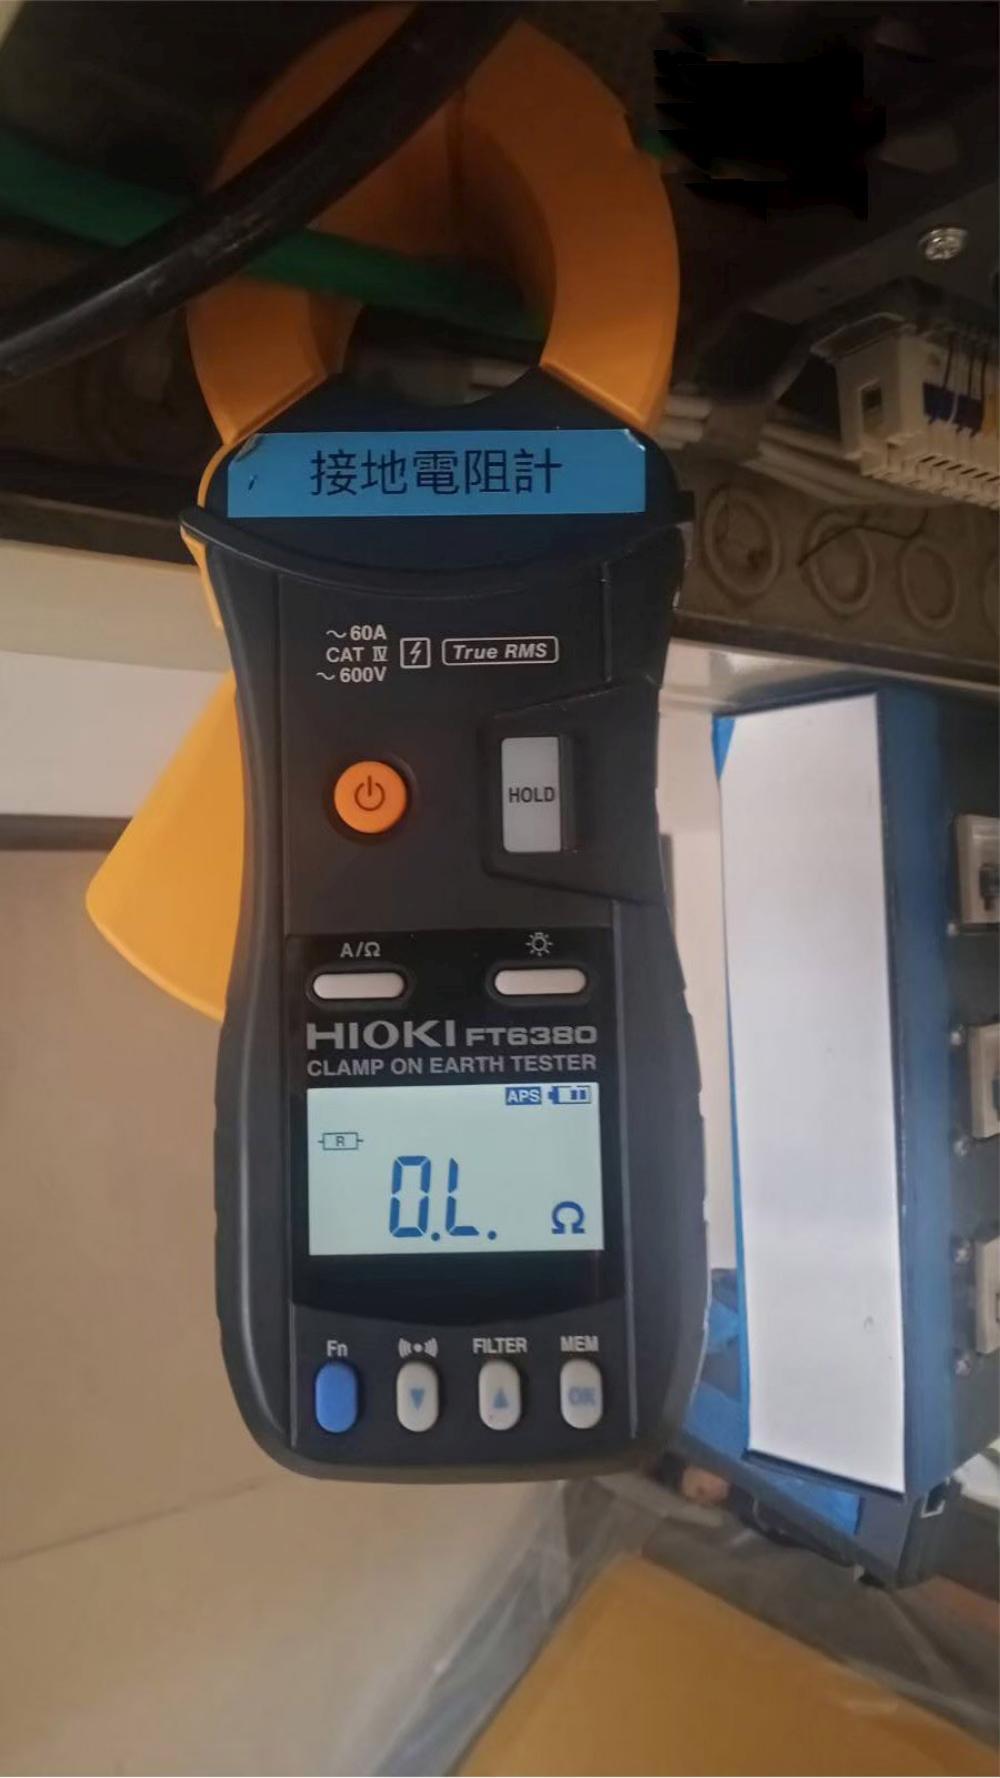 接地電阻計
～60A
CAT Ⅳ
～600V
True RMS
HOLD
A/Ω
HIOKI FT6380
CLAMP ON EARTH TESTER
APS
R
O.L. Ω
Fn
FILTER
MEM
OK